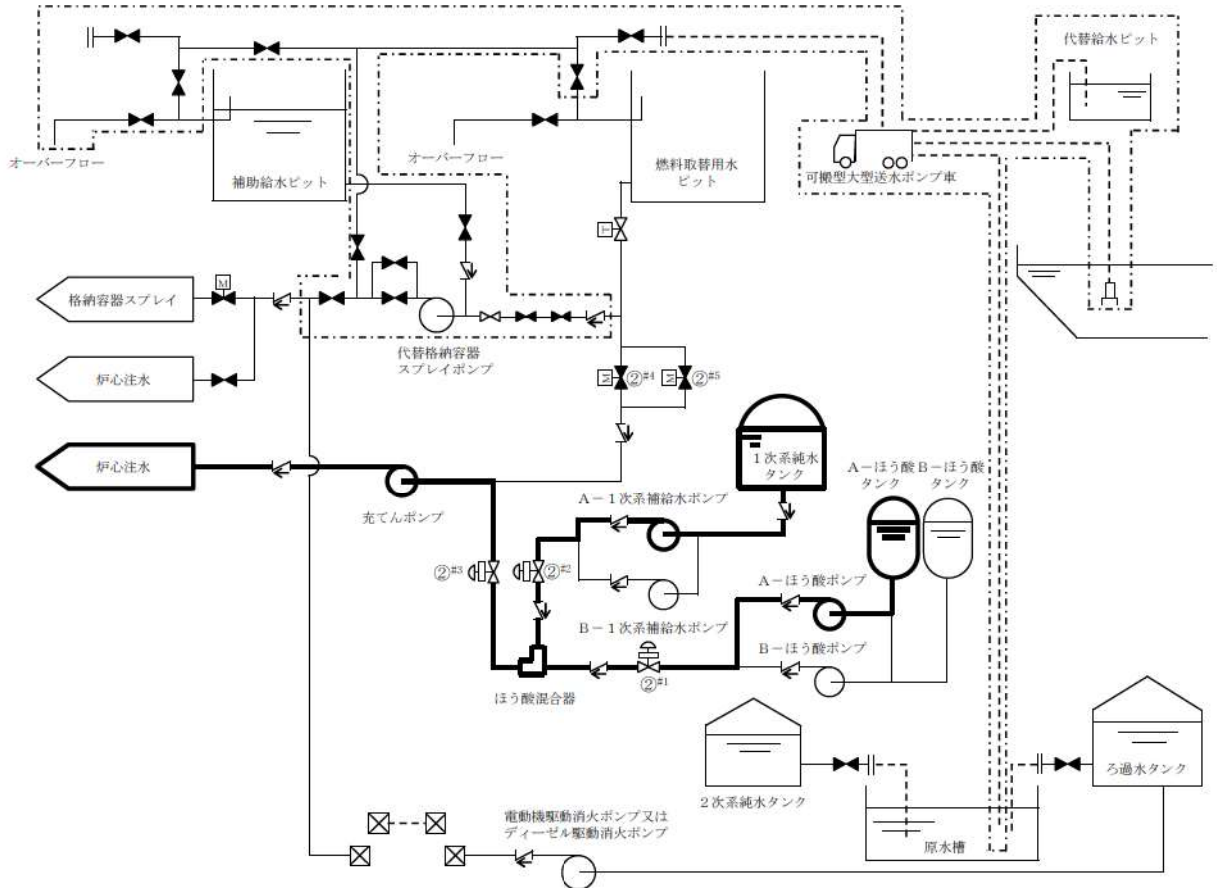 代替給水ピット
オーバーフロー
補助給水ピット
オーバーフロー
燃料取替用水
ピット
可搬型大型送水ポンプ車
T
M
格納容器スプレイ
代替格納容器
スプレイポンプ
炉心注水
M
②#4
M
②#5
炉心注水
充てんポンプ
1次系純水
タンク
A-ほう酸
タンク
B-ほう酸
タンク
A-1次系補給水ポンプ
②#3
②#2
A-ほう酸ポンプ
B-1次系補給水ポンプ
B-ほう酸ポンプ
②#1
ほう酸混合器
2次系純水タンク
ろ過水タンク
電動機駆動消火ポンプ又は
ディーゼル駆動消火ポンプ
原水槽